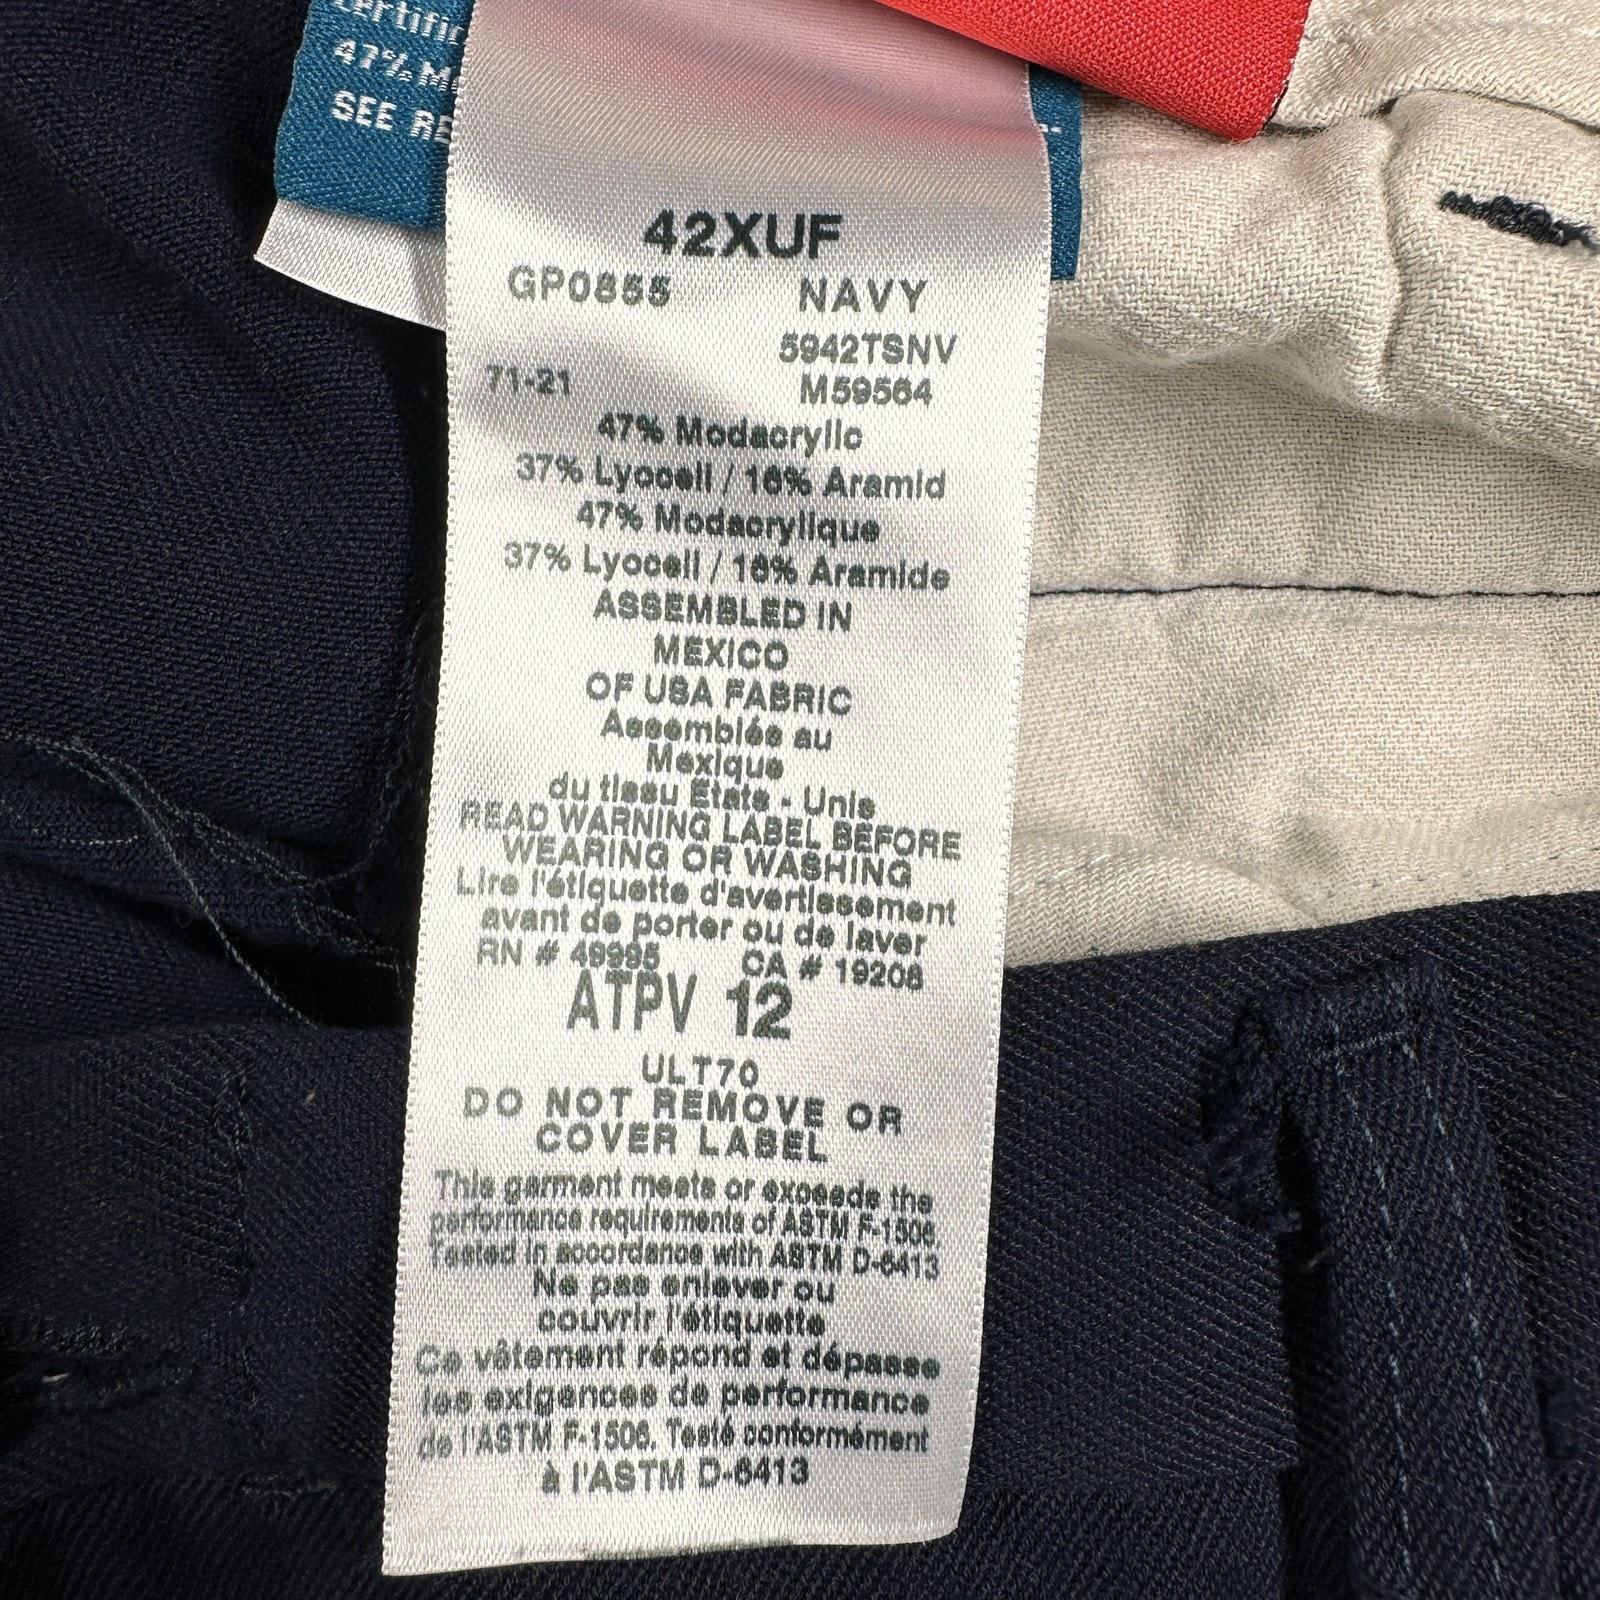 47%
SEE
42XUF
GP0855 NAVY
5942TSNV
71-21 M59564
47% Modacrylic
37% Lyocell / 16% Aramid
47% Modacrylique
37% Lyocell / 16% Aramide
ASSEMBLED IN
MEXICO
OF USA FABRIC
Assemblée au
Mexique
du tissu Etats - Unis
READ WARNING LABEL BEFORE
WEARING OR WASHING
Lire l'étiquette d'avertissement
avant de porter ou de laver
RN # 49995 CA # 19208
ATPV 12
ULT70
DO NOT REMOVE OR
COVER LABEL
This garment meets or exceeds the
performance requirements of ASTM F-1506.
Tested in accordance with ASTM D-6413
Ne pas enlever ou
couvrir l'étiquette
Ce vêtement répond et dépasse
les exigences de performance
de l'ASTM F-1506. Testé conformément
à l'ASTM D-6413